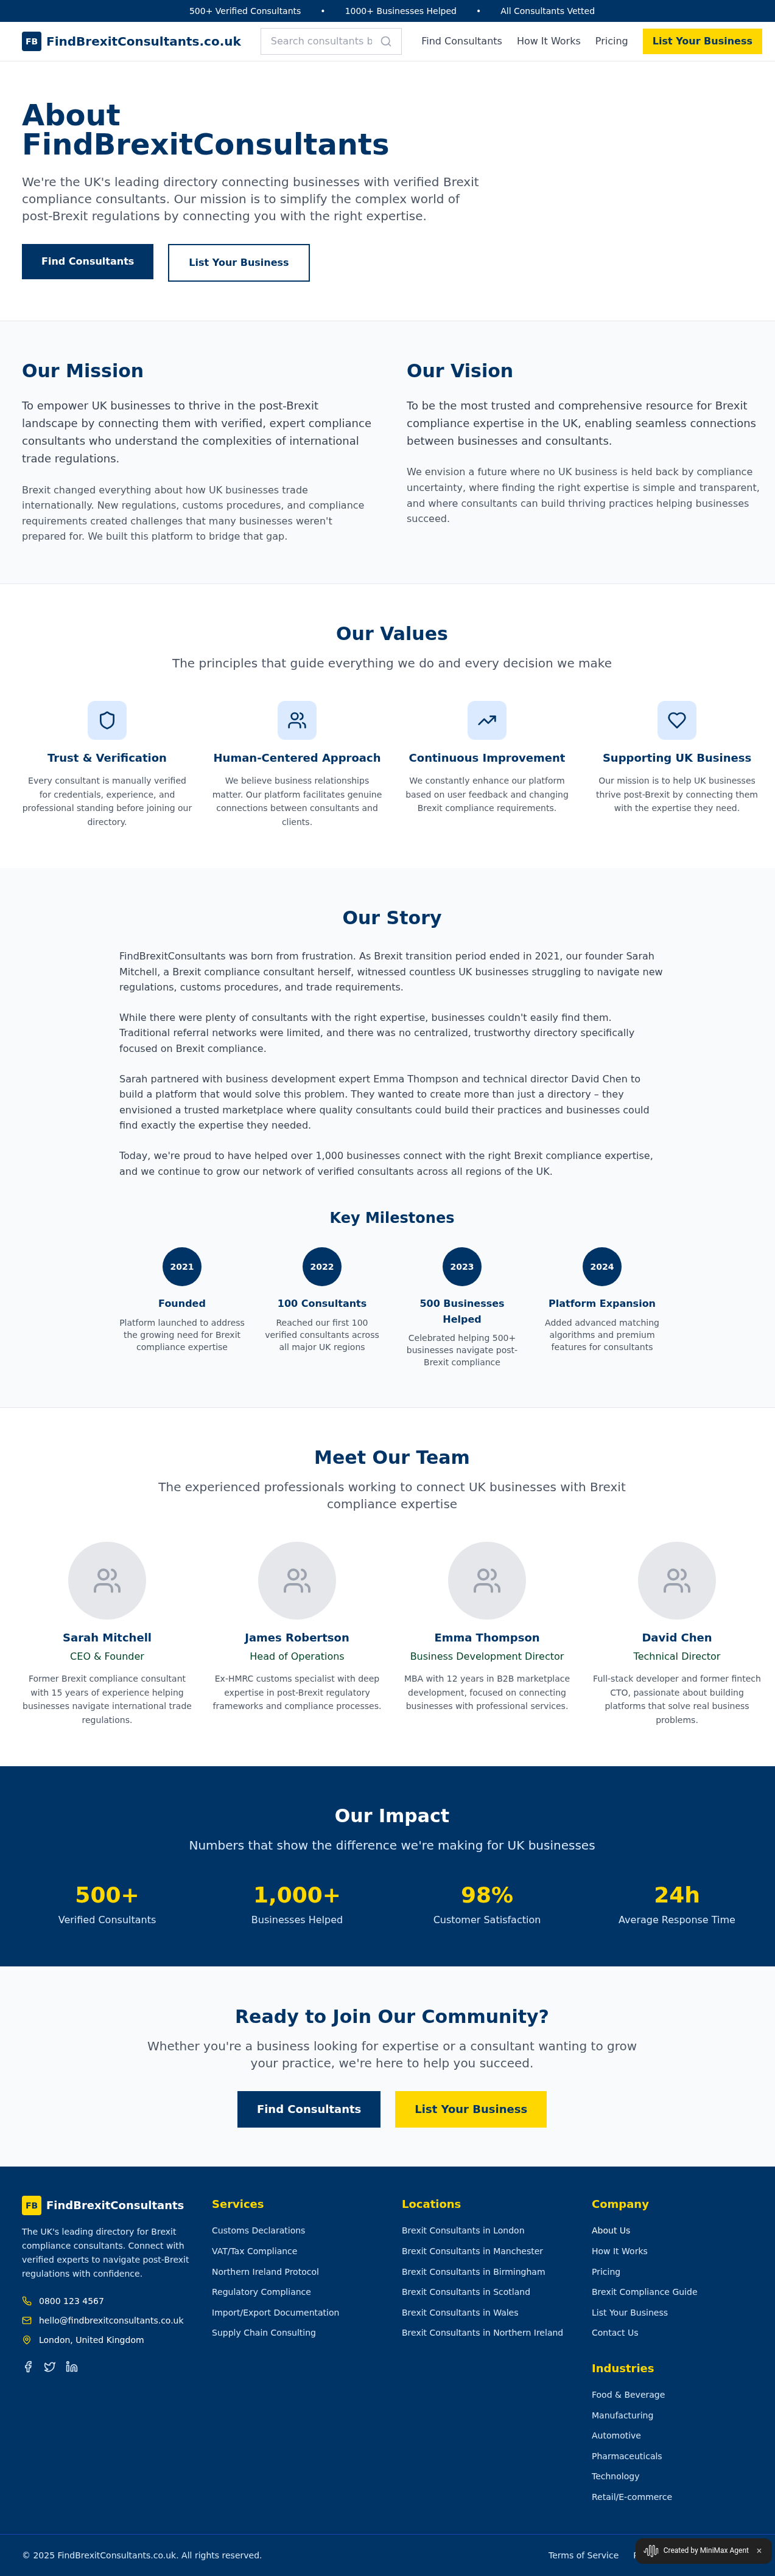 500+ Verified Consultants • 1000+ Businesses Helped • All Consultants Vetted
FB FindBrexitConsultants.co.uk Search consultants b Find Consultants How It Works Pricing List Your Business
About
FindBrexitConsultants
We're the UK's leading directory connecting businesses with verified Brexit
compliance consultants. Our mission is to simplify the complex world of
post-Brexit regulations by connecting you with the right expertise.
Find Consultants List Your Business
Our Mission
To empower UK businesses to thrive in the post-Brexit
landscape by connecting them with verified, expert compliance
consultants who understand the complexities of international
trade regulations.
Brexit changed everything about how UK businesses trade
internationally. New regulations, customs procedures, and compliance
requirements created challenges that many businesses weren't
prepared for. We built this platform to bridge that gap.
Our Vision
To be the most trusted and comprehensive resource for Brexit
compliance expertise in the UK, enabling seamless connections
between businesses and consultants.
We envision a future where no UK business is held back by compliance
uncertainty, where finding the right expertise is simple and transparent,
and where consultants can build thriving practices helping businesses
succeed.
Our Values
The principles that guide everything we do and every decision we make
Trust & Verification
Every consultant is manually verified
for credentials, experience, and
professional standing before joining our
directory.
Human-Centered Approach
We believe business relationships
matter. Our platform facilitates genuine
connections between consultants and
clients.
Continuous Improvement
We constantly enhance our platform
based on user feedback and changing
Brexit compliance requirements.
Supporting UK Business
Our mission is to help UK businesses
thrive post-Brexit by connecting them
with the expertise they need.
Our Story
FindBrexitConsultants was born from frustration. As Brexit transition period ended in 2021, our founder Sarah
Mitchell, a Brexit compliance consultant herself, witnessed countless UK businesses struggling to navigate new
regulations, customs procedures, and trade requirements.
While there were plenty of consultants with the right expertise, businesses couldn't easily find them.
Traditional referral networks were limited, and there was no centralized, trustworthy directory specifically
focused on Brexit compliance.
Sarah partnered with business development expert Emma Thompson and technical director David Chen to
build a platform that would solve this problem. They wanted to create more than just a directory – they
envisioned a trusted marketplace where quality consultants could build their practices and businesses could
find exactly the expertise they needed.
Today, we're proud to have helped over 1,000 businesses connect with the right Brexit compliance expertise,
and we continue to grow our network of verified consultants across all regions of the UK.
Key Milestones
2021
Founded
Platform launched to address
the growing need for Brexit
compliance expertise
2022
100 Consultants
Reached our first 100
verified consultants across
all major UK regions
2023
500 Businesses
Helped
Celebrated helping 500+
businesses navigate post-
Brexit compliance
2024
Platform Expansion
Added advanced matching
algorithms and premium
features for consultants
Meet Our Team
The experienced professionals working to connect UK businesses with Brexit
compliance expertise
Sarah Mitchell
CEO & Founder
Former Brexit compliance consultant
with 15 years of experience helping
businesses navigate international trade
regulations.
James Robertson
Head of Operations
Ex-HMRC customs specialist with deep
expertise in post-Brexit regulatory
frameworks and compliance processes.
Emma Thompson
Business Development Director
MBA with 12 years in B2B marketplace
development, focused on connecting
businesses with professional services.
David Chen
Technical Director
Full-stack developer and former fintech
CTO, passionate about building
platforms that solve real business
problems.
Our Impact
Numbers that show the difference we're making for UK businesses
500+
Verified Consultants
1,000+
Businesses Helped
98%
Customer Satisfaction
24h
Average Response Time
Ready to Join Our Community?
Whether you're a business looking for expertise or a consultant wanting to grow
your practice, we're here to help you succeed.
Find Consultants List Your Business
FB FindBrexitConsultants
The UK's leading directory for Brexit
compliance consultants. Connect with
verified experts to navigate post-Brexit
regulations with confidence.
0800 123 4567
hello@findbrexitconsultants.co.uk
London, United Kingdom
Services
Customs Declarations
VAT/Tax Compliance
Northern Ireland Protocol
Regulatory Compliance
Import/Export Documentation
Supply Chain Consulting
Locations
Brexit Consultants in London
Brexit Consultants in Manchester
Brexit Consultants in Birmingham
Brexit Consultants in Scotland
Brexit Consultants in Wales
Brexit Consultants in Northern Ireland
Company
About Us
How It Works
Pricing
Brexit Compliance Guide
List Your Business
Contact Us
Industries
Food & Beverage
Manufacturing
Automotive
Pharmaceuticals
Technology
Retail/E-commerce
© 2025 FindBrexitConsultants.co.uk. All rights reserved. Terms of Service
Created by MiniMax Agent ×